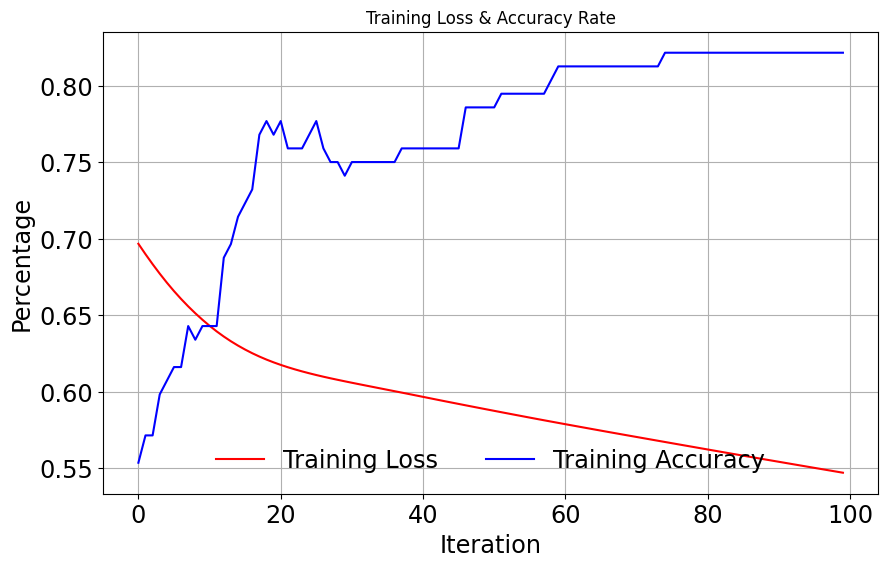 Training Loss & Accuracy Rate
Percentage
0.80
0.75
0.70
0.65
0.60
0.55
Training Loss Training Accuracy
0 20 40 60 80 100
Iteration